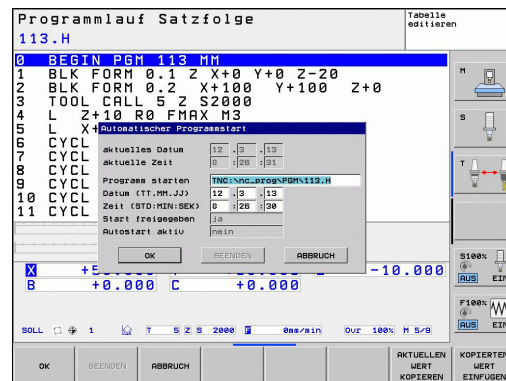 Programmlauf Satzfolge
Tabelle
editieren
113.H
0 BEGIN PGM 113 MM
1 BLK FORM 0.1 Z X+0 Y+0 Z-20
2 BLK FORM 0.2 X+100 Y+100 Z+0
3 TOOL CALL 5 Z S2000
4 L Z+10 R0 FMAX M3
5 L X+
6 CYCL
7 CYCL
8 CYCL
9 CYCL
10 CYCL
11 CYCL
Automatischer Programmstart
aktuelles Datum 12 .3 .13
aktuelle Zeit 8 :26 :31
Programm starten TNC:\nc_prog\PGM\113.H
Datum (TT.MM.JJ) 12 .3 .13
Zeit (STD:MIN:SEK) 8 :26 :30
Start freigegeben ja
Autostart aktiv nein
OK BEENDEN ABBRUCH
X -10.000
B +0.000 C +0.000
SOLL 1 T 5 Z S 2000 F 0mm/min Ovr 100% M 5/9
M
S
T
S100%
AUS EIN
F100%
AUS EIN
OK BEENDEN ABBRUCH
AKTUELLEN
WERT
KOPIEREN
KOPIERTEN
WERT
EINFÜGEN